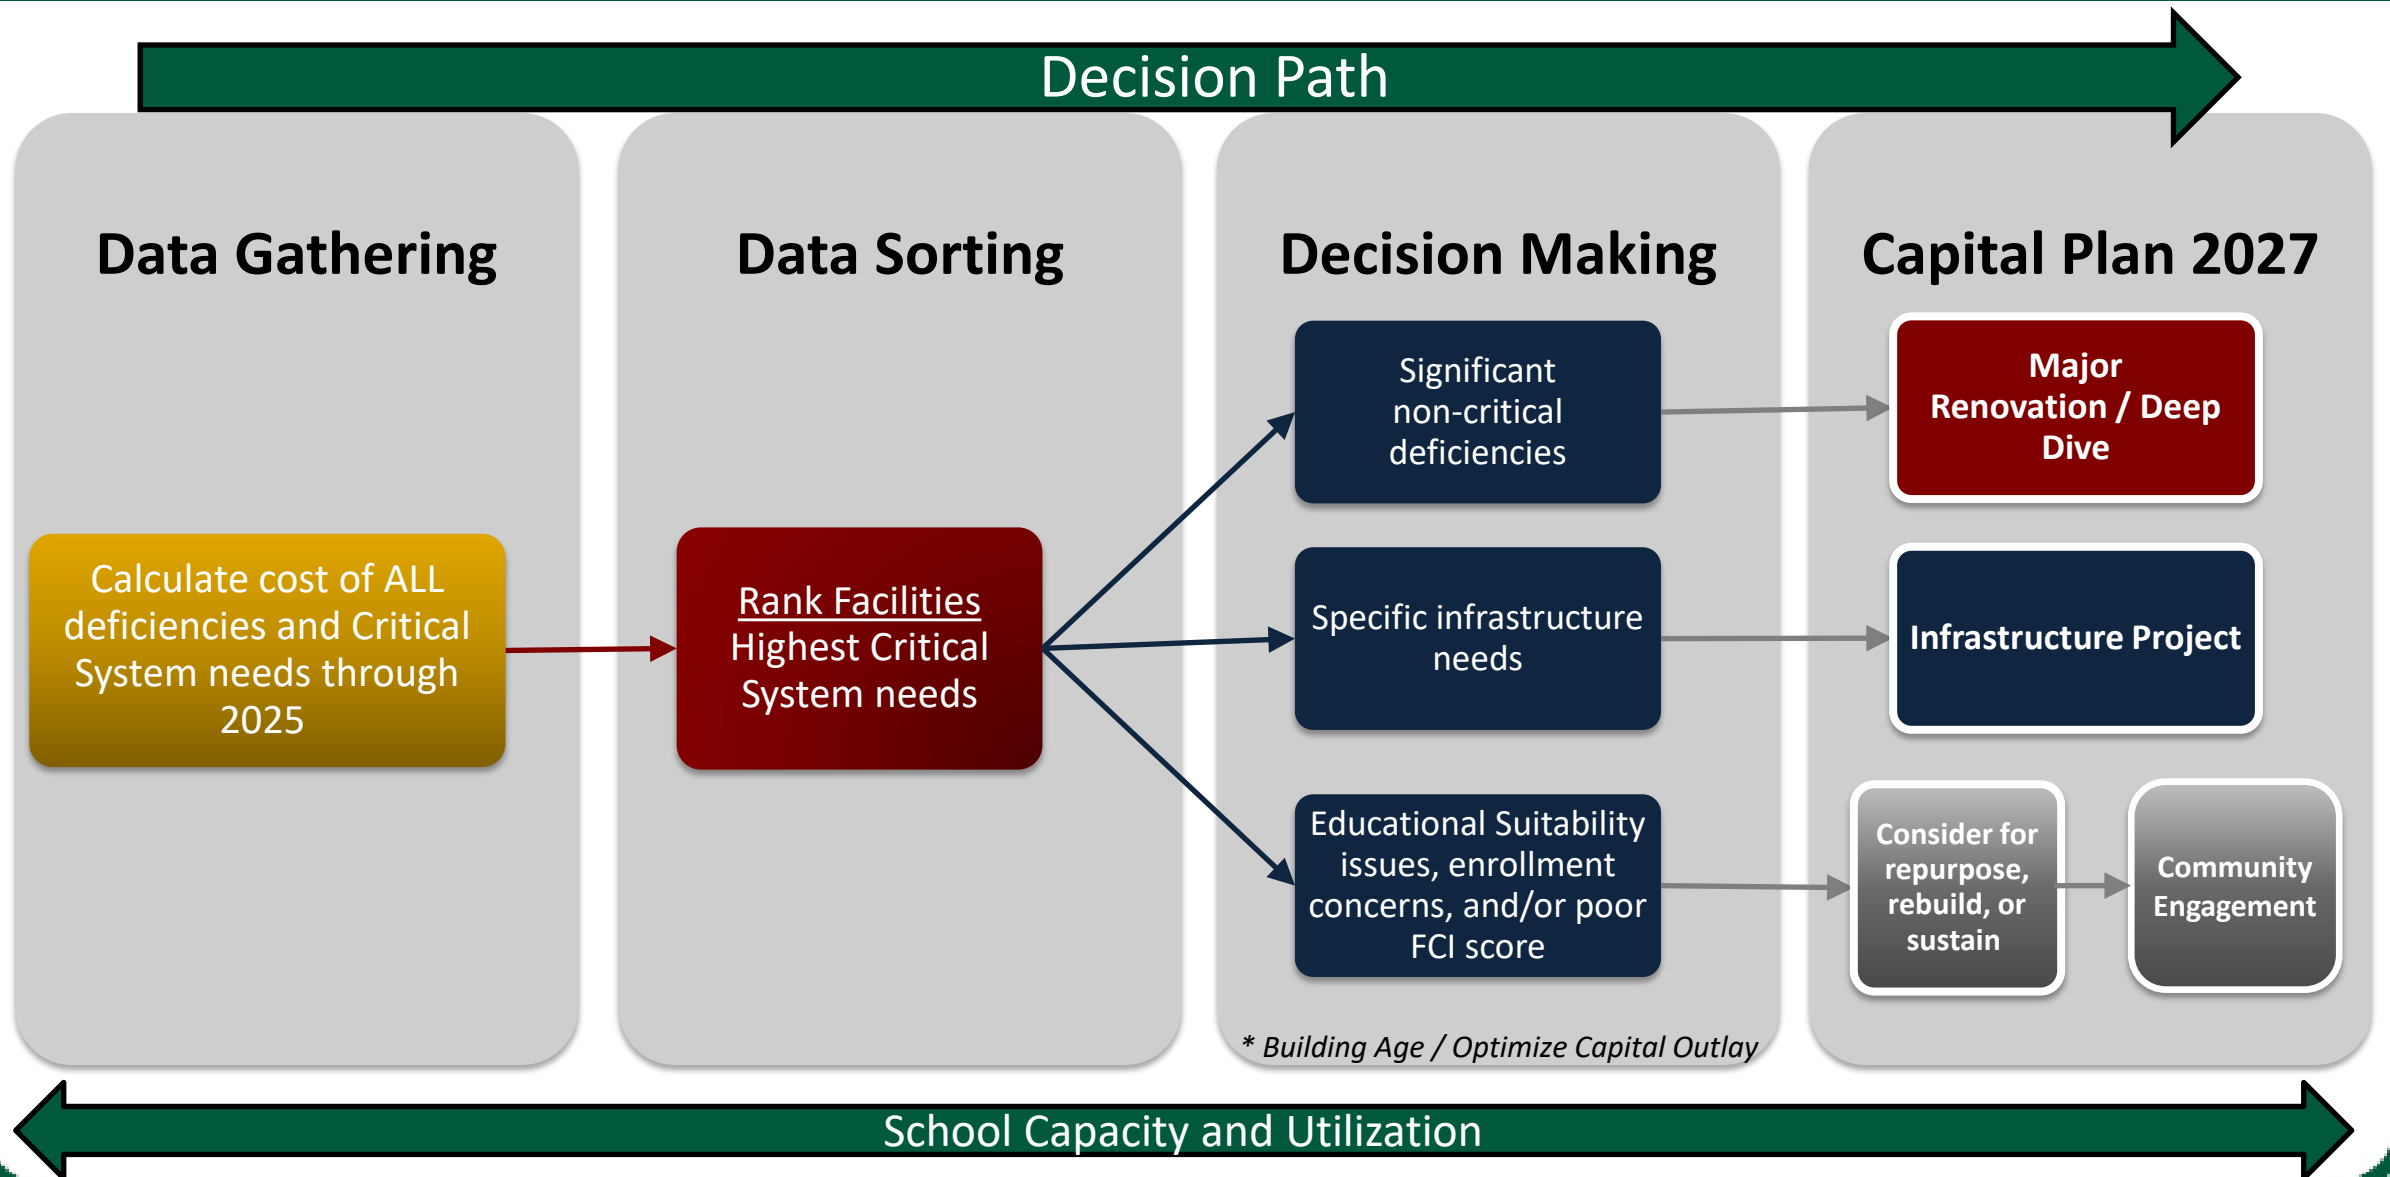 Decision Path
Data Gathering
Calculate cost of ALL
deficiencies and Critical
System needs through
2025
Data Sorting
Rank Facilities
Highest Critical
System needs
Decision Making
Significant
non-critical
deficiencies
Specific infrastructure
needs
Educational Suitability
issues, enrollment
concerns, and/or poor
FCI score
* Building Age / Optimize Capital Outlay
Capital Plan 2027
Major
Renovation / Deep
Dive
Infrastructure Project
Consider for
repurpose,
rebuild, or
sustain
Community
Engagement
School Capacity and Utilization